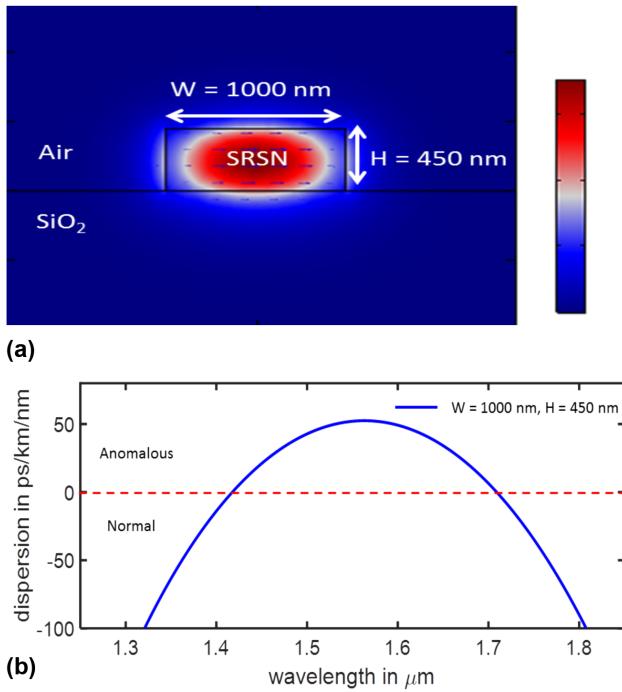 W = 1000 nm
Air
SRSN
H = 450 nm
SiO₂
(a)
dispersion in ps/km/nm
50
0
-50
-100
W = 1000 nm, H = 450 nm
Anomalous
Normal
1.3 1.4 1.5 1.6 1.7 1.8
wavelength in μm
(b)